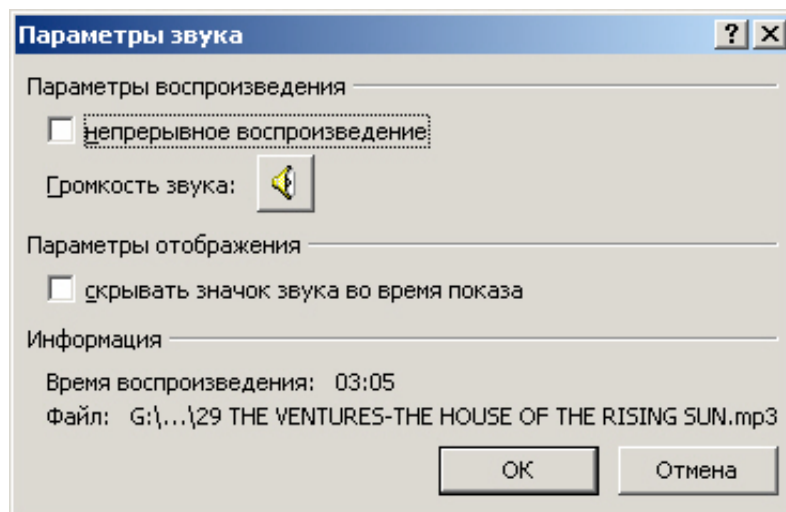 Параметры звука
Параметры воспроизведения
непрерывное воспроизведение
Громкость звука:
Параметры отображения
скрывать значок звука во время показа
Информация
Время воспроизведения: 03:05
Файл: G:\...\29 THE VENTURES-THE HOUSE OF THE RISING SUN.mp3
ОК Отмена